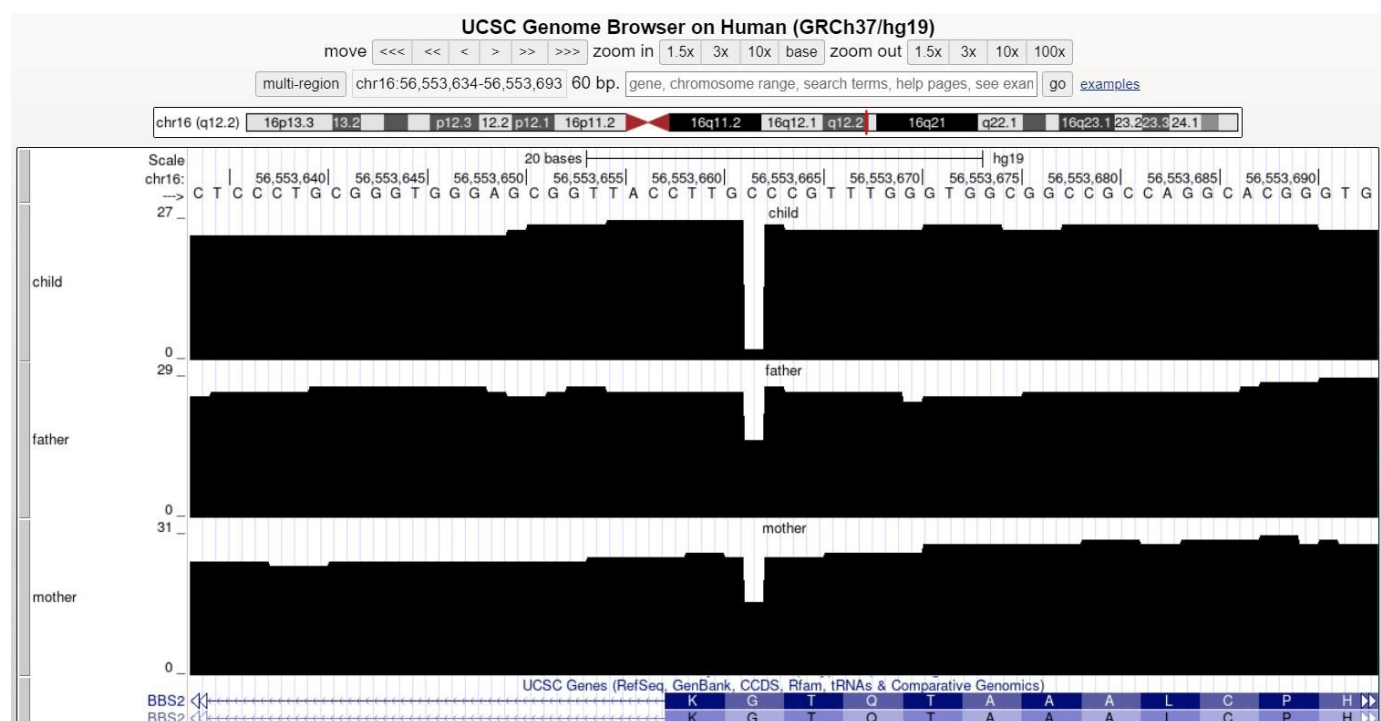 UCSC Genome Browser on Human (GRCh37/hg19)
move <<< << < > >> >>> zoom in 1.5x 3x 10x base zoom out 1.5x 3x 10x 100x
multi-region chr16:56,553,634-56,553,693 60 bp. gene, chromosome range, search terms, help pages, see exan go examples
chr16 (q12.2) 16p13.3 13.2 p12.3 12.2 p12.1 16p11.2 16q11.2 16q12.1 q12.2 16q21 q22.1 16q23.1 23.2 23.3 24.1
Scale 20 bases hg19
chr16: 56,553,640 56,553,645 56,553,650 56,553,655 56,553,660 56,553,665 56,553,670 56,553,675 56,553,680 56,553,685 56,553,690
---> C T C C C T G C G G G T G G G A G C G G T T A C C T T G C C C G T T T G G G T G G C G G C C G C C A G G C A C G G G T G
27 _ child
child
0 _
29 _ father
father
0 _
31 _ mother
mother
0 _
UCSC Genes (RefSeq, GenBank, CCDS, Rfam, tRNAs & Comparative Genomics)
BBS2 K G T Q T A A A L C P H
BBS2 K G T Q T A A A L C P H